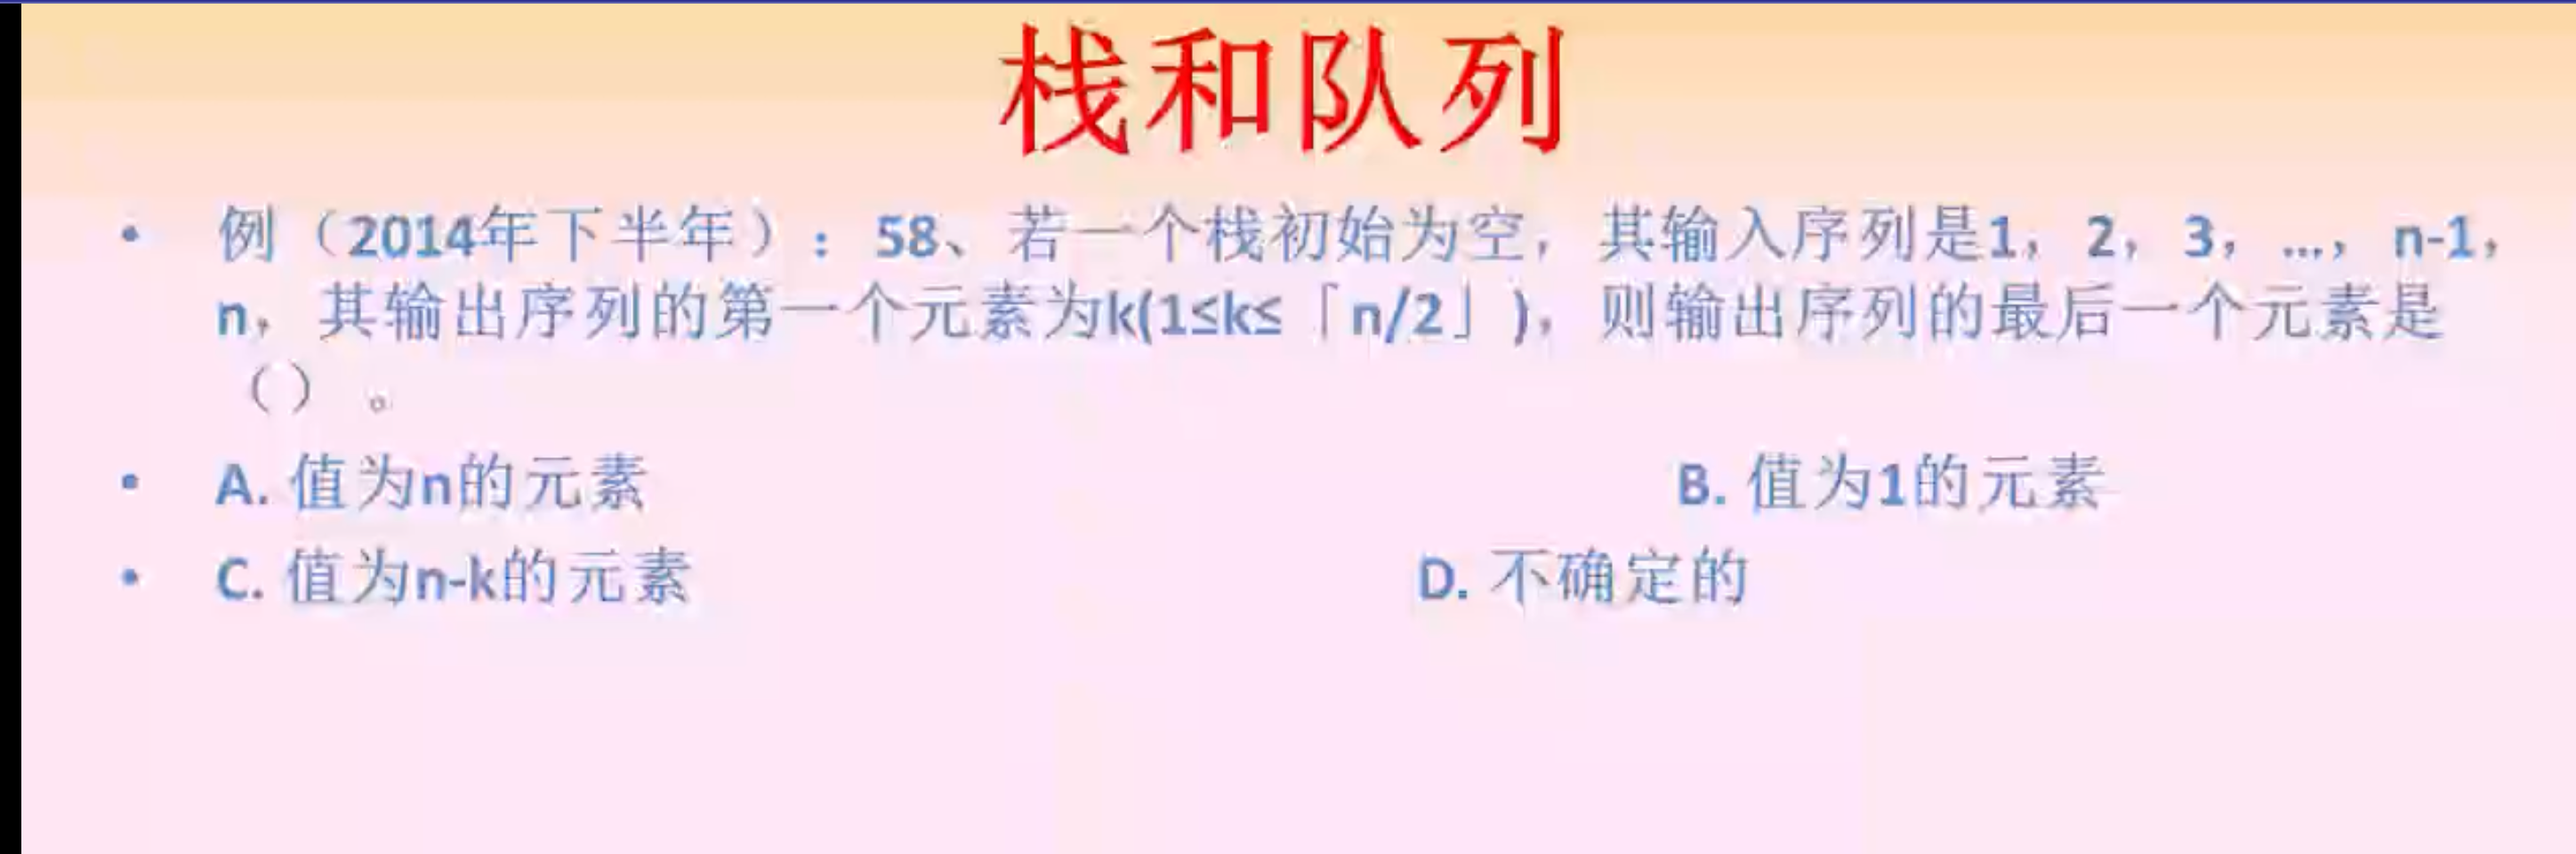 栈和队列
• 例（2014年下半年）：58、若一个栈初始为空，其输入序列是1，2，3，...，n-1，
n，其输出序列的第一个元素为k(1≤k≤「n/2」)，则输出序列的最后一个元素是
（）。
• A. 值为n的元素 B. 值为1的元素
• C. 值为n-k的元素 D. 不确定的